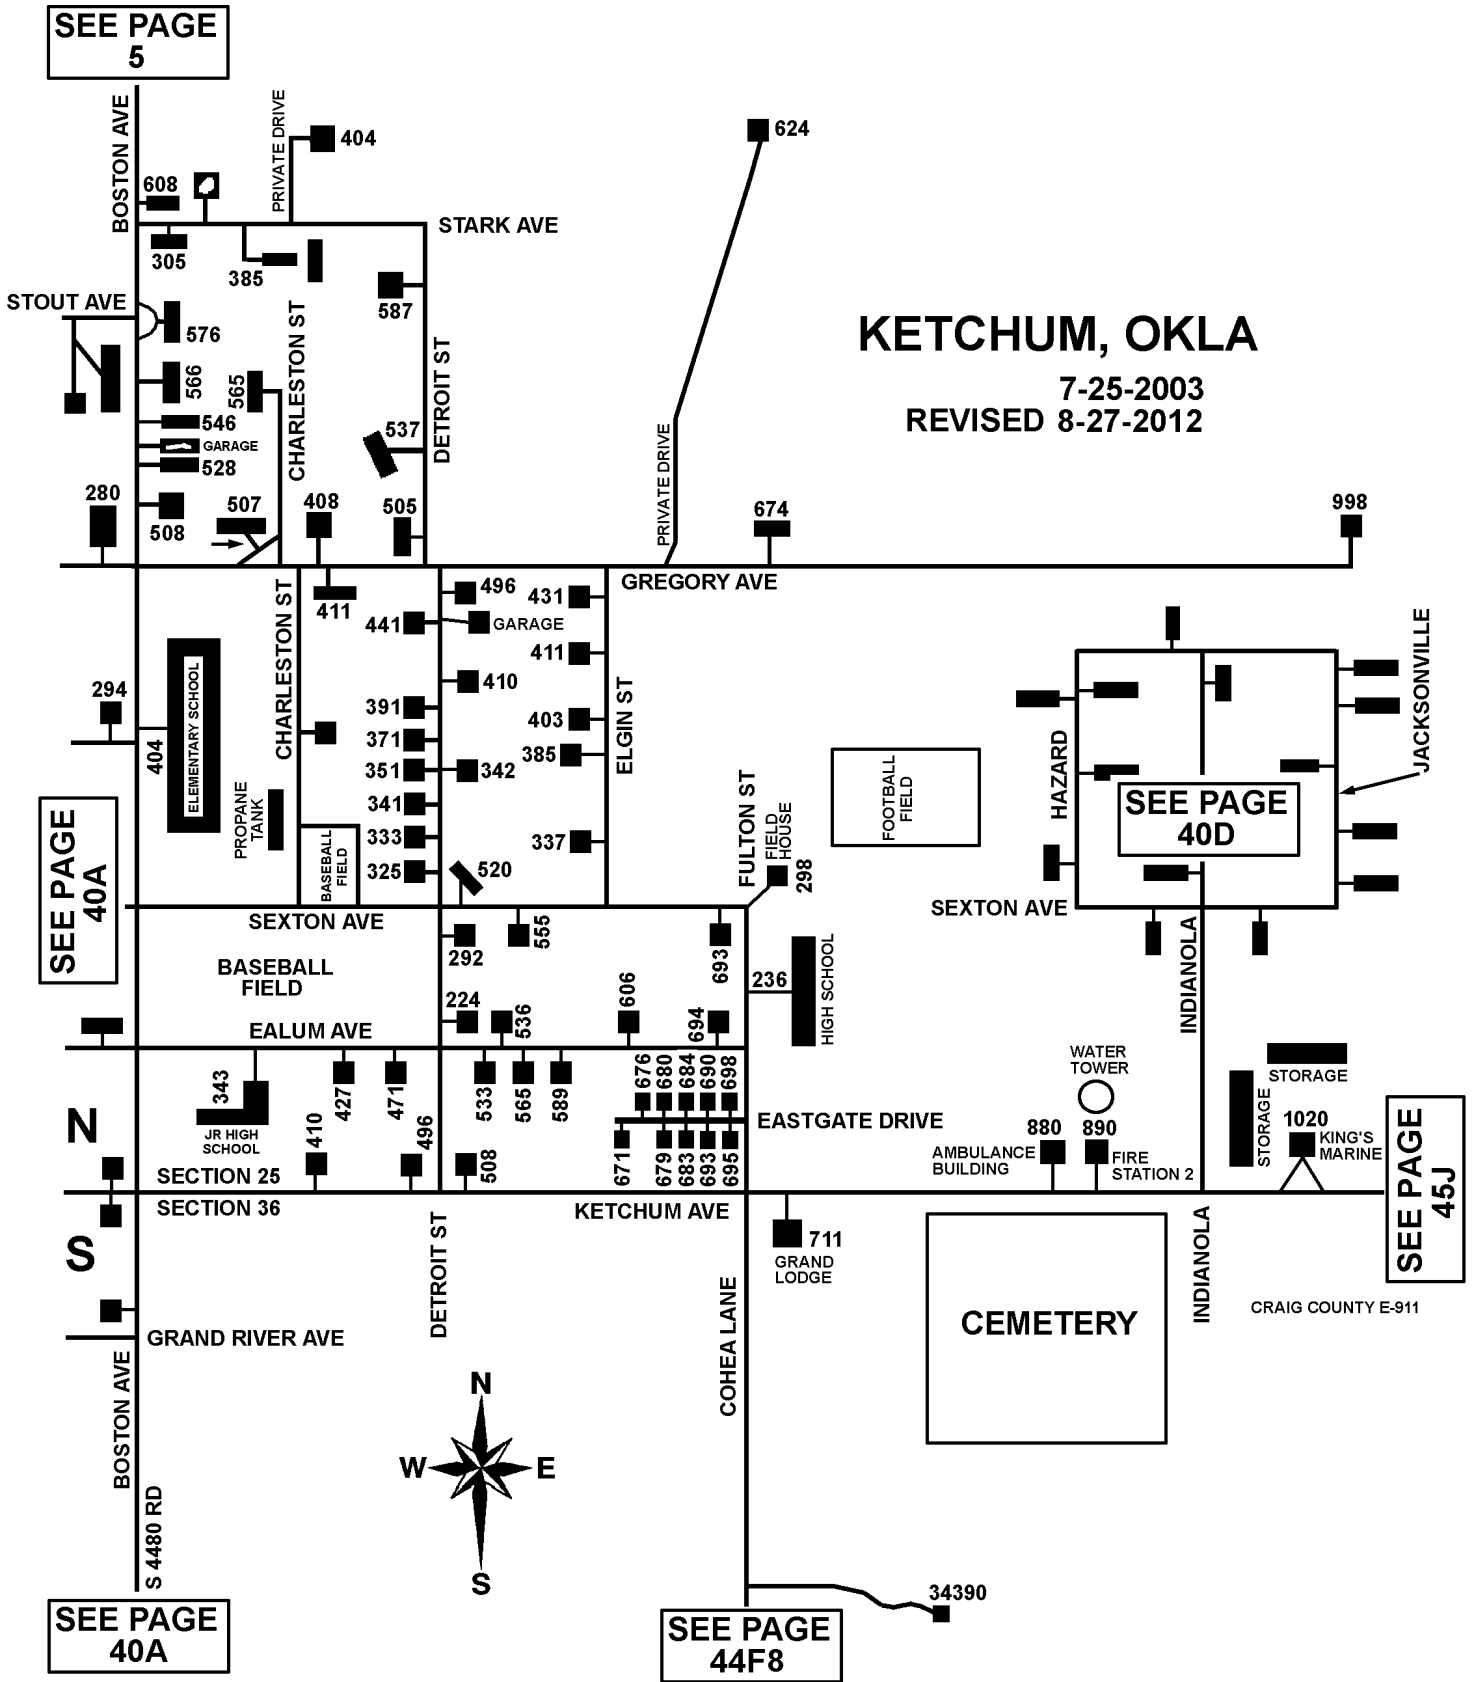 SEE PAGE
5
BOSTON AVE
PRIVATE DRIVE
404
624
608
STARK AVE
305
385
587
STOUT AVE
576
KETCHUM, OKLA
7-25-2003
REVISED 8-27-2012
566
565
CHARLESTON ST
DETROIT ST
546
GARAGE
528
537
PRIVATE DRIVE
280
508
507
408
505
674
998
GREGORY AVE
CHARLESTON ST
411
496
431
441
GARAGE
411
410
294
404
ELEMENTARY SCHOOL
391
403
371
385
351
342
341
333
337
325
520
ELGIN ST
PROPANE
TANK
BASEBALL
FIELD
FULTON ST
FIELD
HOUSE
298
FOOTBALL
FIELD
HAZARD
JACKSONVILLE
SEE PAGE
40D
SEE PAGE
40A
SEXTON AVE
SEXTON AVE
292
555
693
236
HIGH SCHOOL
INDIANOLA
BASEBALL
FIELD
224
536
606
694
EALUM AVE
343
JR HIGH
SCHOOL
427
471
533
565
589
676
680
684
690
698
EASTGATE DRIVE
671
679
683
693
695
WATER
TOWER
STORAGE
STORAGE
N
410
496
508
880
890
1020
KING'S
MARINE
AMBULANCE
BUILDING
FIRE
STATION 2
SEE PAGE
45J
SECTION 25
SECTION 36
KETCHUM AVE
S
DETROIT ST
711
GRAND
LODGE
INDIANOLA
CRAIG COUNTY E-911
CEMETERY
GRAND RIVER AVE
COHEA LANE
BOSTON AVE
N
W
E
S
S 4480 RD
34390
SEE PAGE
40A
SEE PAGE
44F8